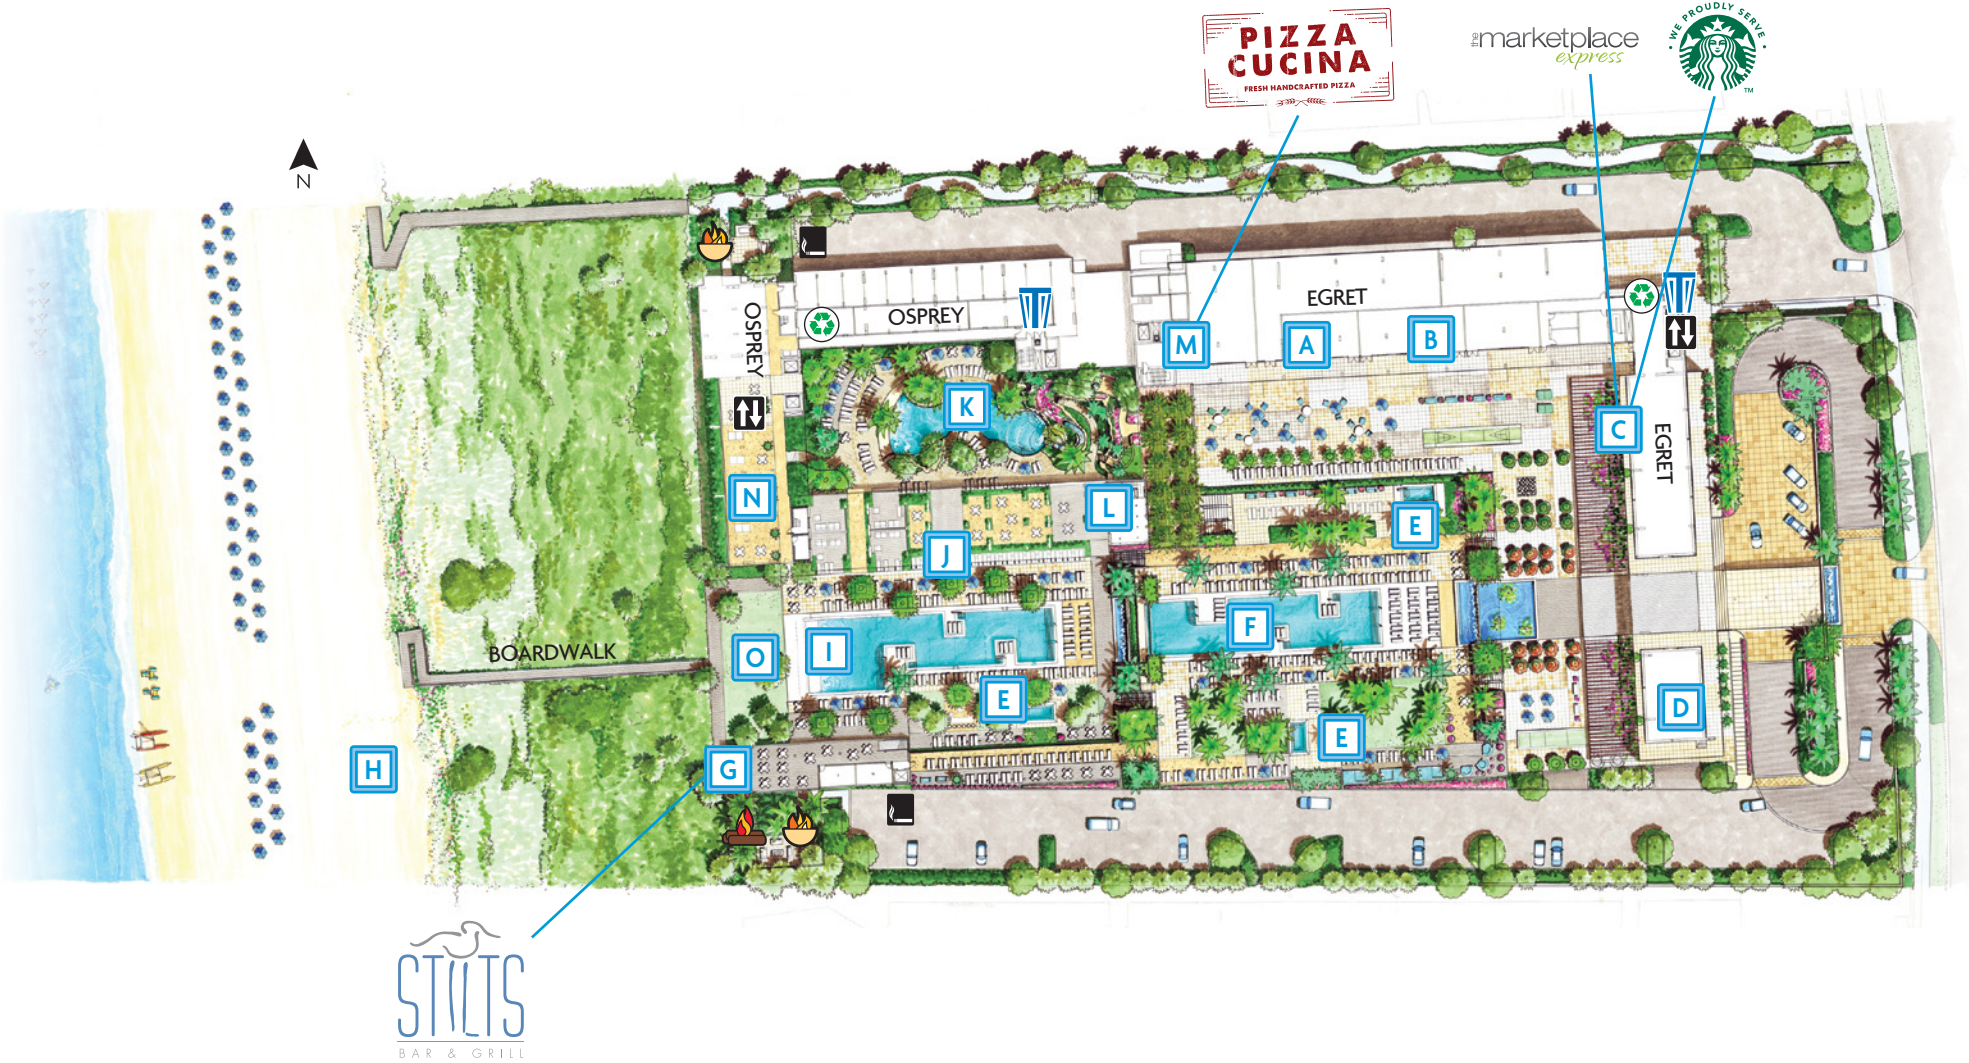 PIZZA
CUCINA
FRESH HANDCRAFTED PIZZA
the marketplace
express
WE PROUDLY SERVE
TM
N
EGRET
OSPREY
OSPREY
M
A
B
K
C
EGRET
N
L
E
J
F
O
I
BOARDWALK
E
D
E
H
G
STILTS
BAR & GRILL